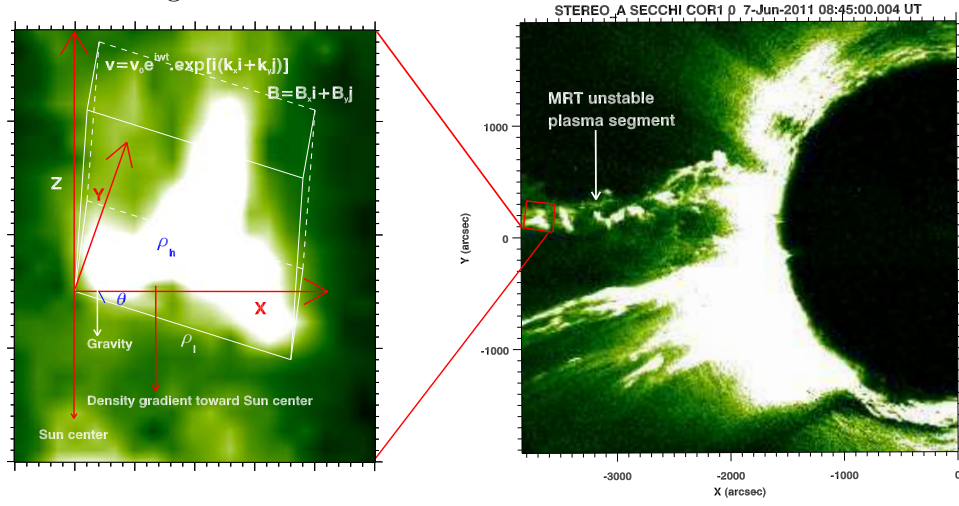 STEREO_A SECCHI COR1 0 7-Jun-2011 08:45:00.004 UT
v=v₀e^iwt.exp[i(kₓi+kᵧj)]
B=Bₓi+Bᵧj
Z
Y
ρh
θ
X
ρl
Gravity
Density gradient toward Sun center
Sun center
MRT unstable
plasma segment
1000
0
-1000
Y (arcsec)
-3000
-2000
-1000
0
X (arcsec)